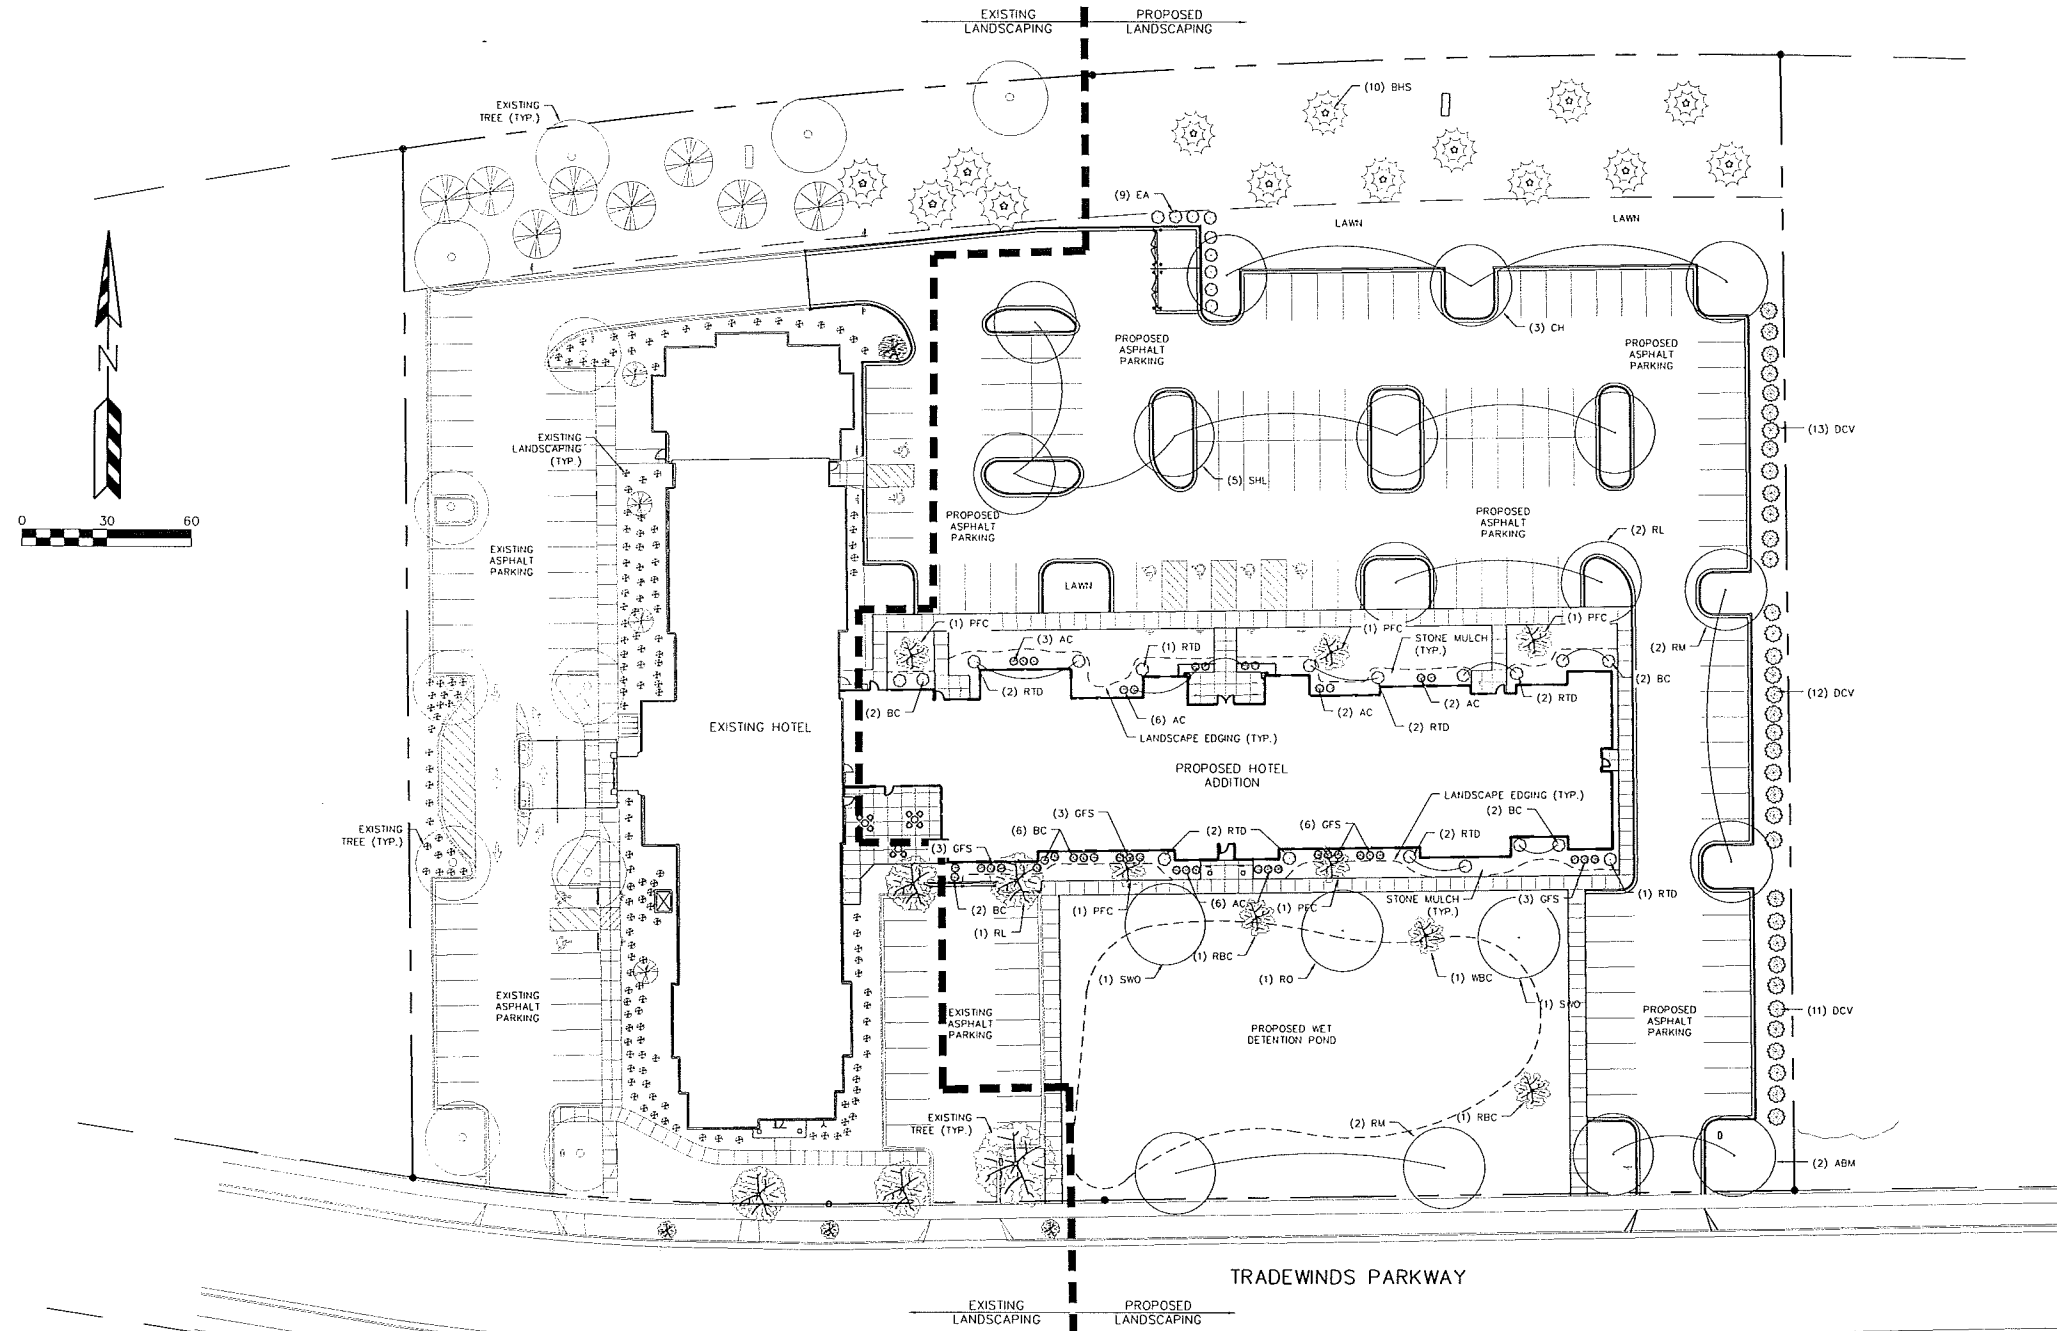 EXISTING
LANDSCAPING
PROPOSED
LANDSCAPING
EXISTING
TREE (TYP.)
(10) BHS
(9) EA
LAWN
LAWN
(3) CH
PROPOSED
ASPHALT
PARKING
PROPOSED
ASPHALT
PARKING
N
0 30 60
EXISTING
LANDSCAPING
(TYP.)
(13) DCV
(5) SHL
PROPOSED
ASPHALT
PARKING
PROPOSED
ASPHALT
PARKING
(2) RL
EXISTING
ASPHALT
PARKING
LAWN
(1) PFC
(3) AC
(1) RTD
(1) PFC
STONE MULCH
(TYP.)
(1) PFC
(2) RM
(2) RTD
(2) BC
(6) AC
(2) AC
(2) RTD
(2) AC
(2) RTD
(2) BC
(12) DCV
EXISTING HOTEL
LANDSCAPE EDGING (TYP.)
PROPOSED HOTEL
ADDITION
LANDSCAPE EDGING (TYP.)
(2) BC
(3) GFS
(6) BC
(2) RTD
(6) GFS
(2) RTD
EXISTING
TREE (TYP.)
(3) GFS
(2) BC
(1) RL
(1) PFC
(6) AC
(1) PFC
STONE MULCH
(TYP.)
(3) GFS
(1) RTD
(1) SWO
(1) RBC
(1) RO
(1) WBC
(1) SWO
EXISTING
ASPHALT
PARKING
EXISTING
ASPHALT
PARKING
PROPOSED WET
DETENTION POND
PROPOSED
ASPHALT
PARKING
(11) DCV
EXISTING
TREE (TYP.)
(2) RM
(1) RBC
(2) ABM
TRADEWINDS PARKWAY
EXISTING
LANDSCAPING
PROPOSED
LANDSCAPING